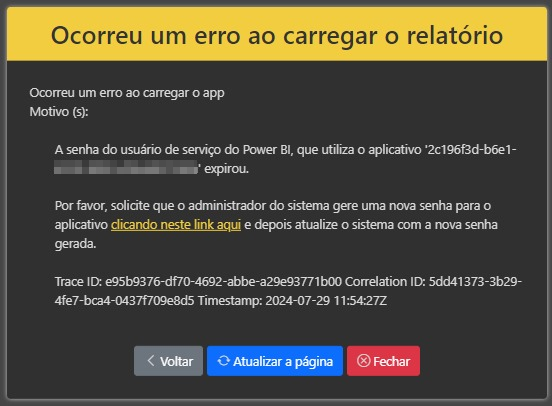 Ocorreu um erro ao carregar o relatório
Ocorreu um erro ao carregar o app
Motivo (s):
A senha do usuário de serviço do Power BI, que utiliza o aplicativo '2c196f3d-b6e1-
' expirou.
Por favor, solicite que o administrador do sistema gere uma nova senha para o
aplicativo clicando neste link aqui e depois atualize o sistema com a nova senha
gerada.
Trace ID: e95b9376-df70-4692-abbe-a29e93771b00 Correlation ID: 5dd41373-3b29-
4fe7-bca4-0437f709e8d5 Timestamp: 2024-07-29 11:54:27Z
Voltar
Atualizar a página
Fechar